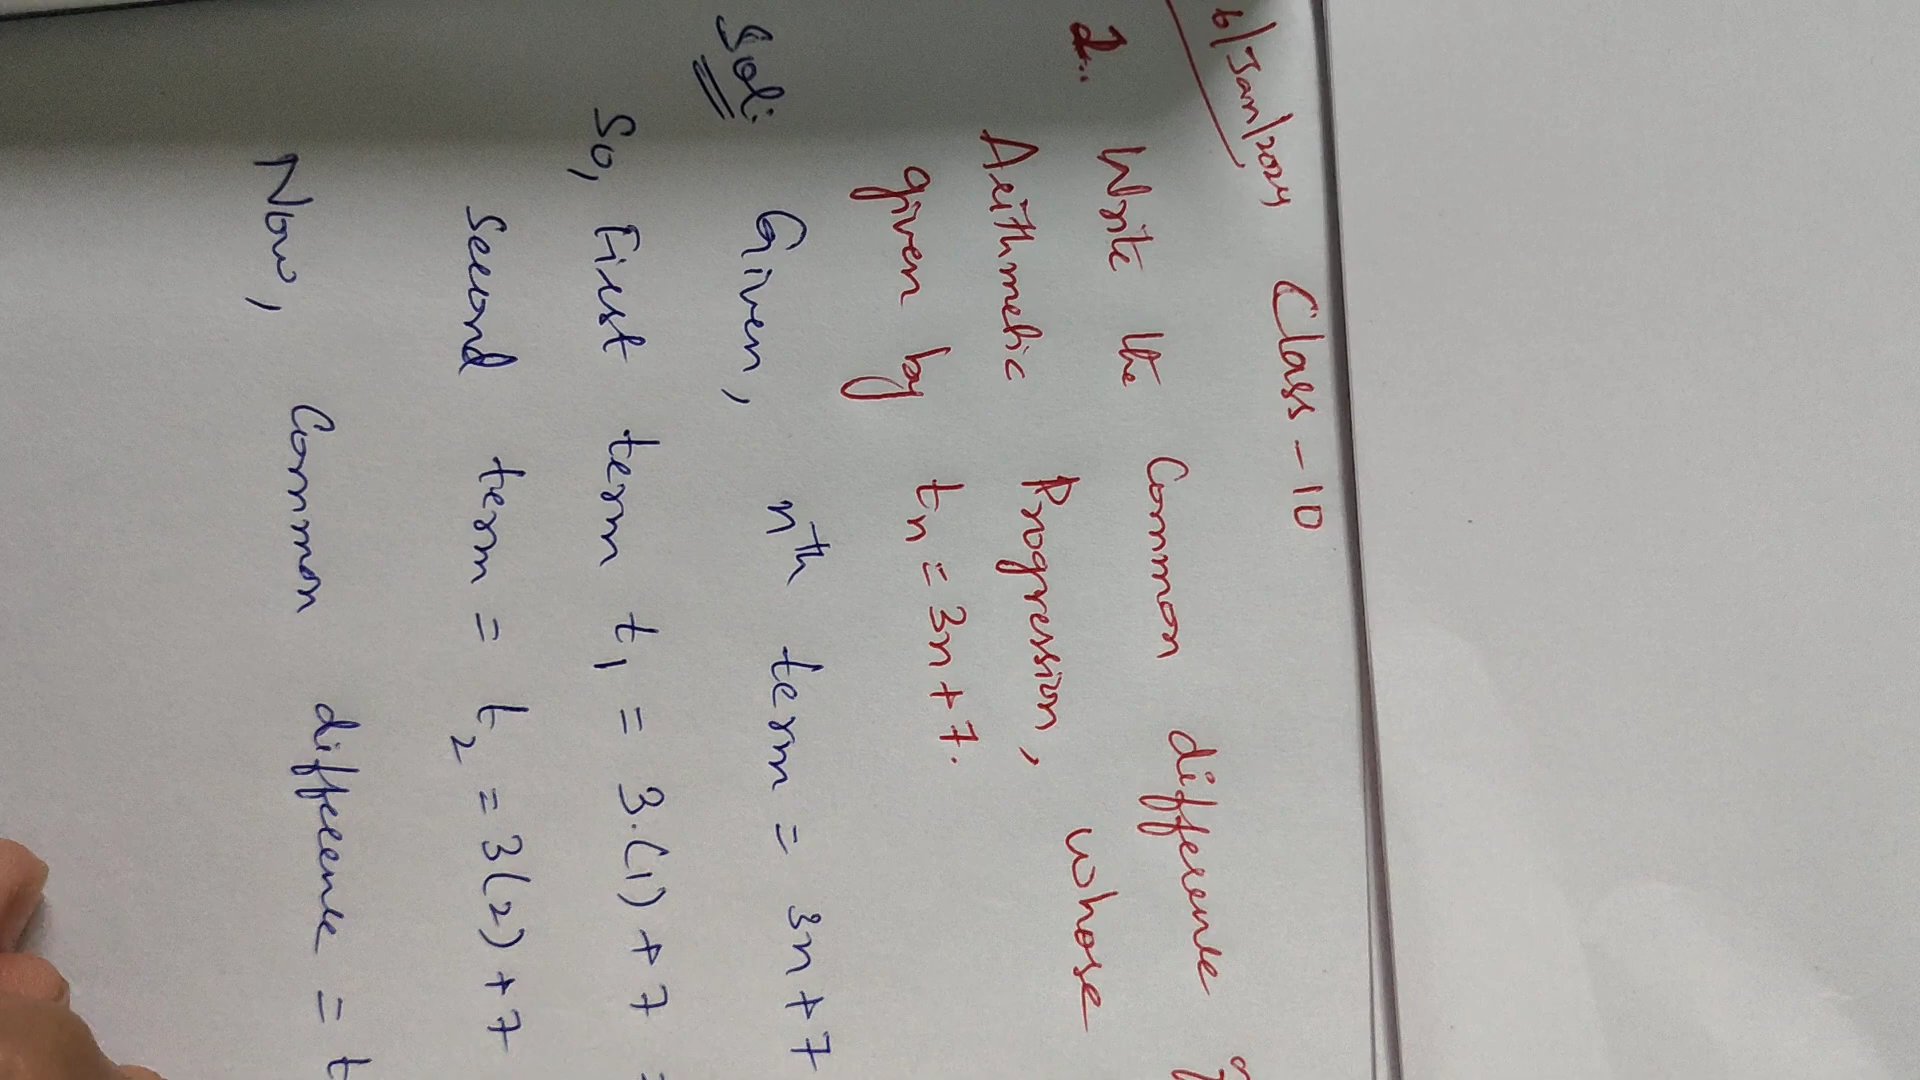 6/Jan/2024 Class - 10
2. Write the Common difference
Arithmetic Progression, whose
given by tn = 3n + 7.
Sol: Given, nth term = 3n + 7
So, First term t1 = 3.(1) + 7 =
Second term = t2 = 3(2) + 7
Now, Common difference = t